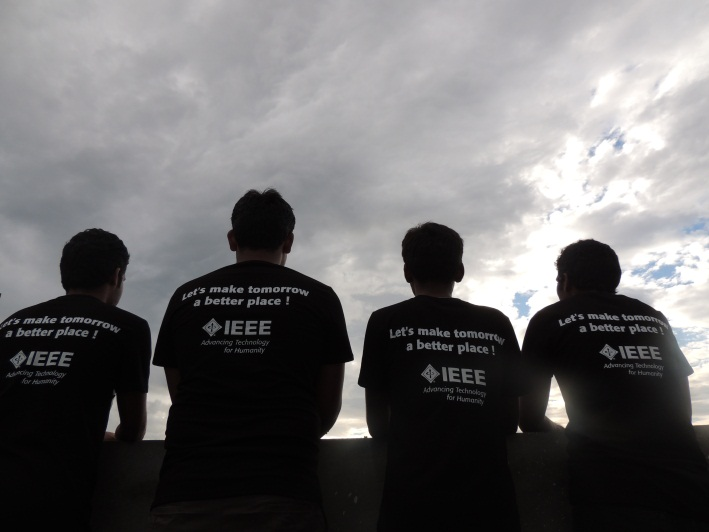 Let's make tomorrow
a better place !
IEEE
Advancing Technology
for Humanity
Let's make tomorrow
a better place !
IEEE
Advancing Technology
for Humanity
Let's make tomorrow
a better place !
IEEE
Advancing Technology
for Humanity
Let's make tomorrow
a better place !
IEEE
Advancing Technology
for Humanity